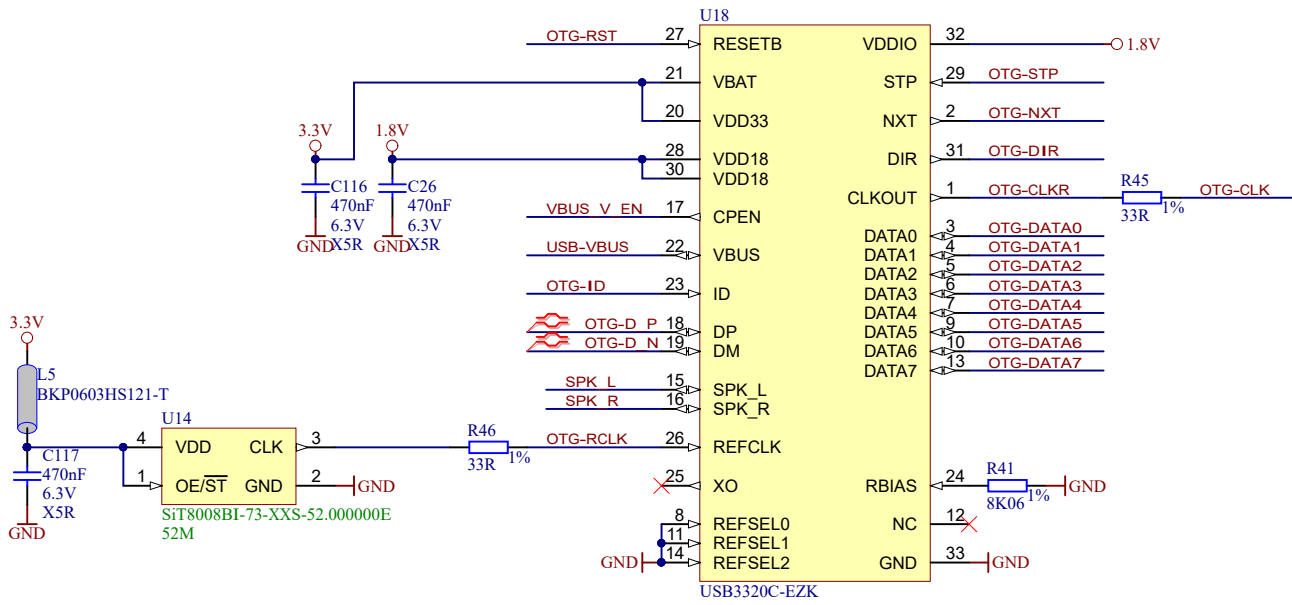 U18
OTG-RST 27 RESETB
VDDIO 32 1.8V
21 VBAT
STP 29 OTG-STP
20 VDD33
NXT 2 OTG-NXT
3.3V
1.8V
28 VDD18
30 VDD18
DIR 31 OTG-DIR
C116
470nF
6.3V
X5R
GND
C26
470nF
6.3V
X5R
GND
CLKOUT 1 OTG-CLKR
R45
33R
1%
OTG-CLK
VBUS_V_EN 17 CPEN
USB-VBUS 22 VBUS
OTG-ID 23 ID
OTG-D_P 18 DP
OTG-D_N 19 DM
DATA0 3 OTG-DATA0
DATA1 4 OTG-DATA1
DATA2 5 OTG-DATA2
DATA3 6 OTG-DATA3
DATA4 7 OTG-DATA4
DATA5 9 OTG-DATA5
DATA6 10 OTG-DATA6
DATA7 13 OTG-DATA7
SPK_L 15 SPK_L
SPK_R 16 SPK_R
3.3V
L5
BKP0603HS121-T
U14
4 VDD
CLK 3
1 OE/ST
GND 2 GND
SiT8008BI-73-XXS-52.000000E
52M
C117
470nF
6.3V
X5R
GND
R46
33R
1%
OTG-RCLK 26 REFCLK
25 XO
RBIAS 24
R41
8K06
1%
GND
8 REFSEL0
11 REFSEL1
GND 14 REFSEL2
NC 12
GND 33 GND
USB3320C-EZK